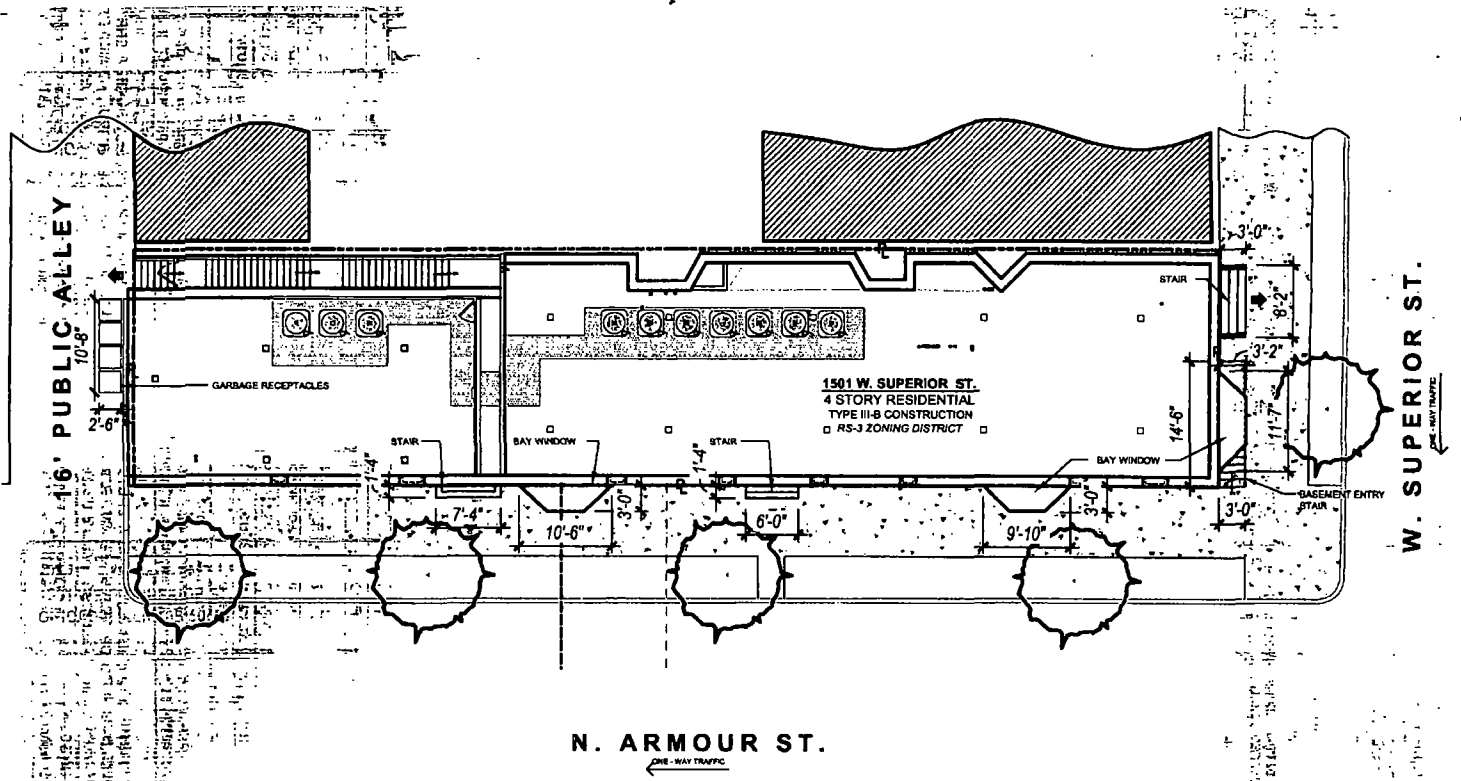 16' PUBLIC ALLEY
10'-8"
2'-6"
GARBAGE RECEPTACLES
STAIR
BAY WINDOW
STAIR
1'-4"
1'-4"
1501 W. SUPERIOR ST.
4 STORY RESIDENTIAL
TYPE III-B CONSTRUCTION
RS-3 ZONING DISTRICT
STAIR
3'-0"
8'-2"
3'-2"
14'-6"
11'-7"
BAY WINDOW
BASEMENT ENTRY
STAIR
3'-0"
7'-4"
10'-6"
3'-0"
6'-0"
9'-10"
3'-0"
W. SUPERIOR ST.
ONE-WAY TRAFFIC
N. ARMOUR ST.
ONE-WAY TRAFFIC